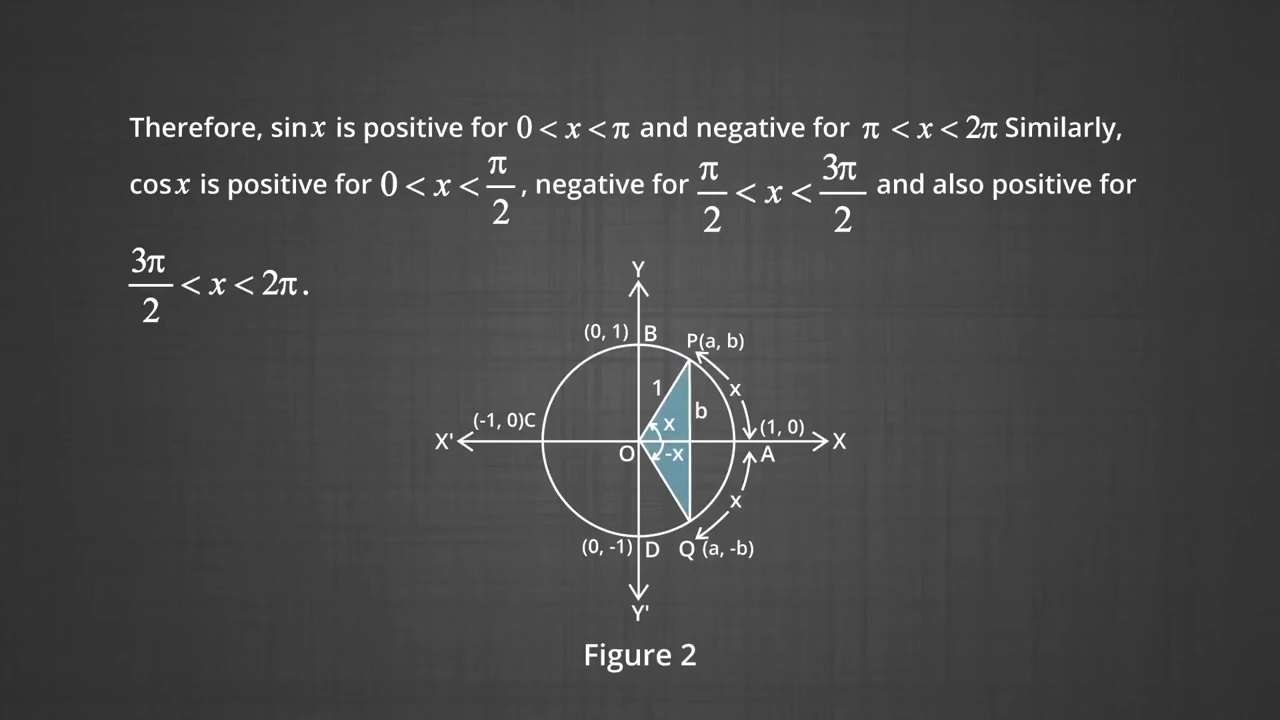 Therefore, sin x is positive for 0 < x < π and negative for π < x < 2π Similarly,
cos x is positive for 0 < x < π/2, negative for π/2 < x < 3π/2 and also positive for
3π/2 < x < 2π.
Y
(0, 1) B
P(a, b)
1
x
b
x
(-1, 0)C
(1, 0)
X'
X
O
-x
A
x
(0, -1) D
Q (a, -b)
Y'
Figure 2